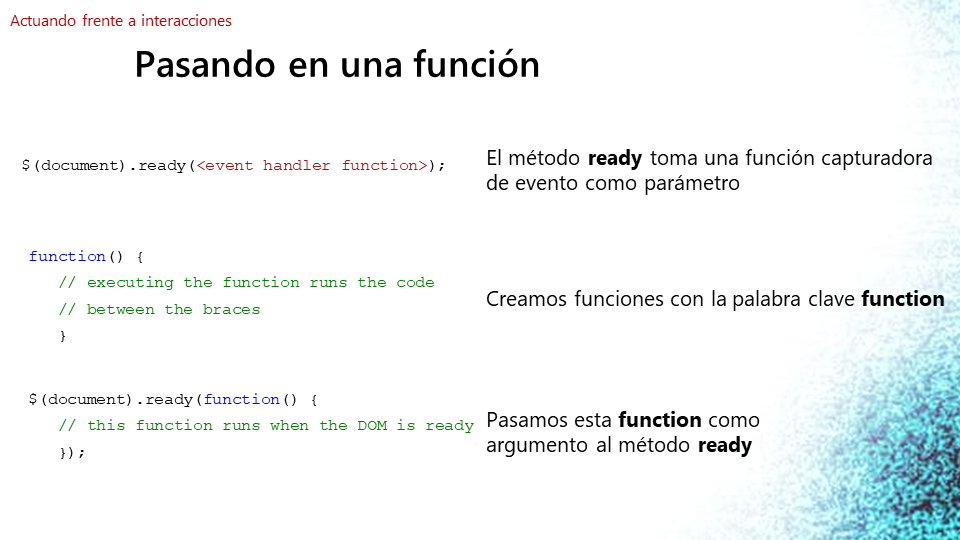 Actuando frente a interacciones
Pasando en una función
$(document).ready(<event handler function>);
El método ready toma una función capturadora
de evento como parámetro
function() {
// executing the function runs the code
// between the braces
}
Creamos funciones con la palabra clave function
$(document).ready(function() {
// this function runs when the DOM is ready
});
Pasamos esta function como
argumento al método ready